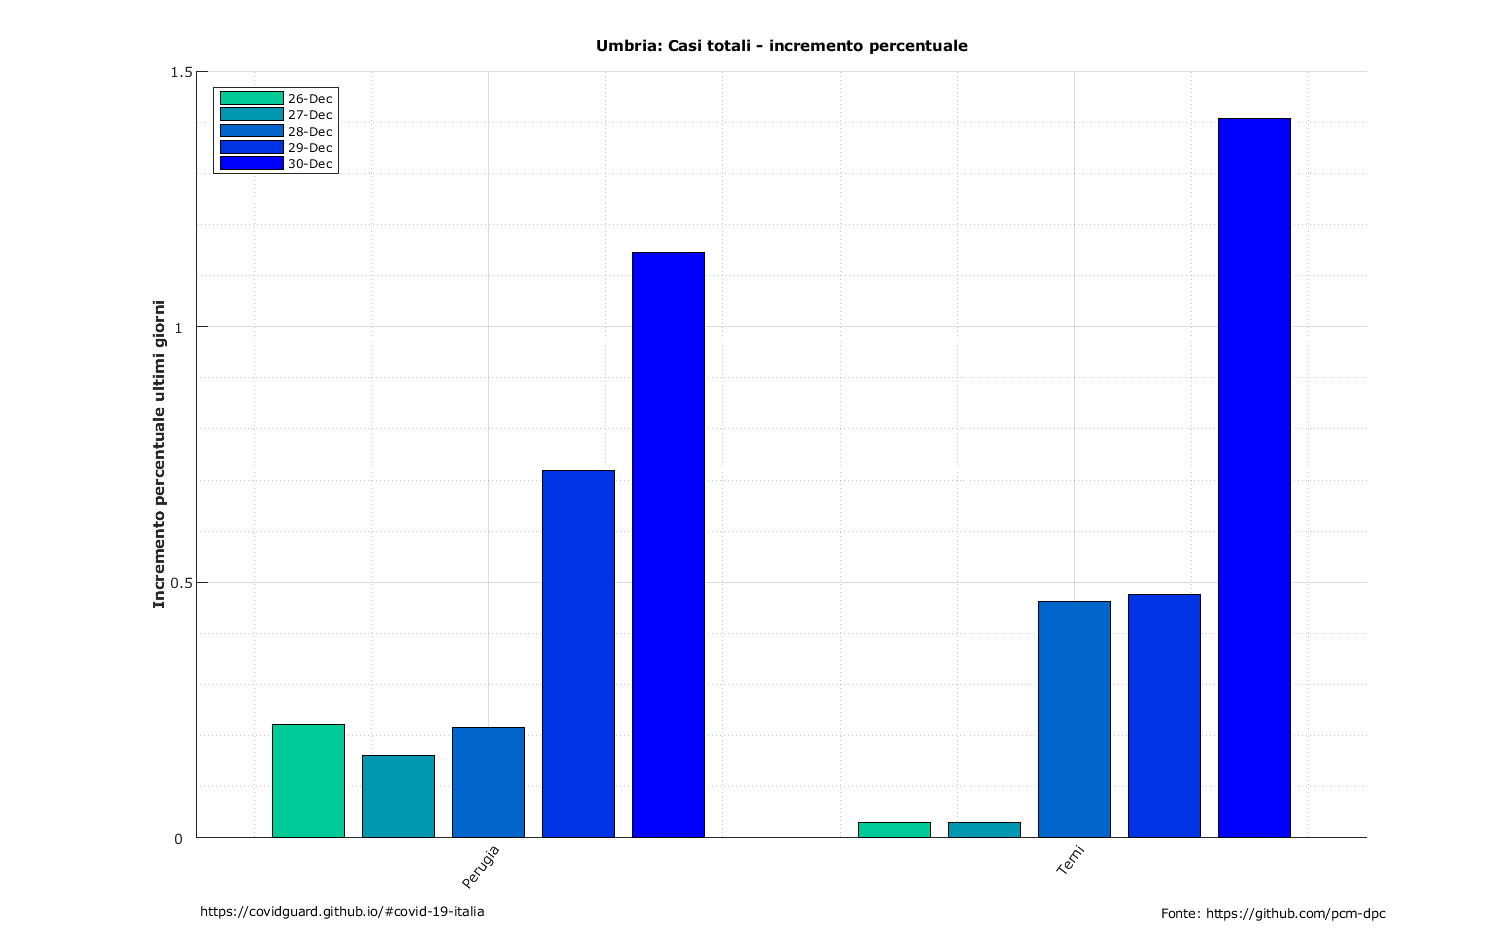 Umbria: Casi totali - incremento percentuale
1.5
1
0.5
0
Incremento percentuale ultimi giorni
26-Dec
27-Dec
28-Dec
29-Dec
30-Dec
Perugia
Terni
https://covidguard.github.io/#covid-19-italia
Fonte: https://github.com/pcm-dpc